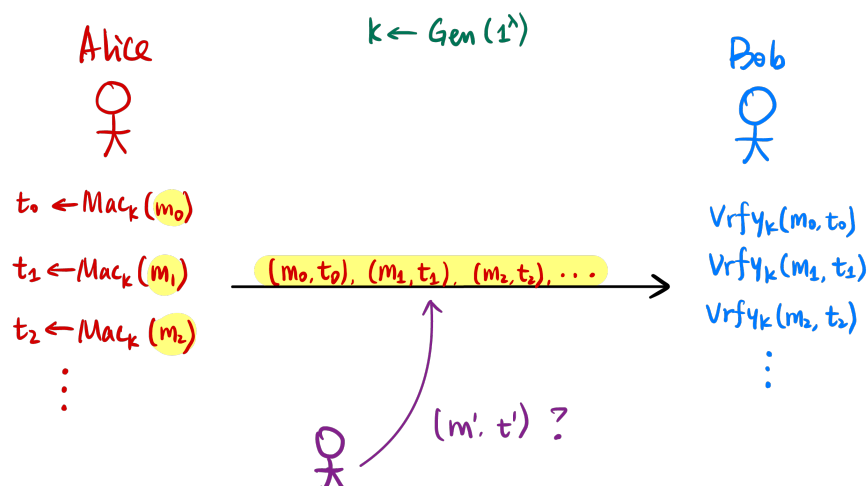 k ← Gen(1^λ)
Alice
Bob
t₀ ← Mac_k(m₀)
t₁ ← Mac_k(m₁)
t₂ ← Mac_k(m₂)
⋮
(m₀,t₀), (m₁,t₁), (m₂,t₂), ...
Vrfy_k(m₀,t₀)
Vrfy_k(m₁,t₁)
Vrfy_k(m₂,t₂)
⋮
(m',t') ?